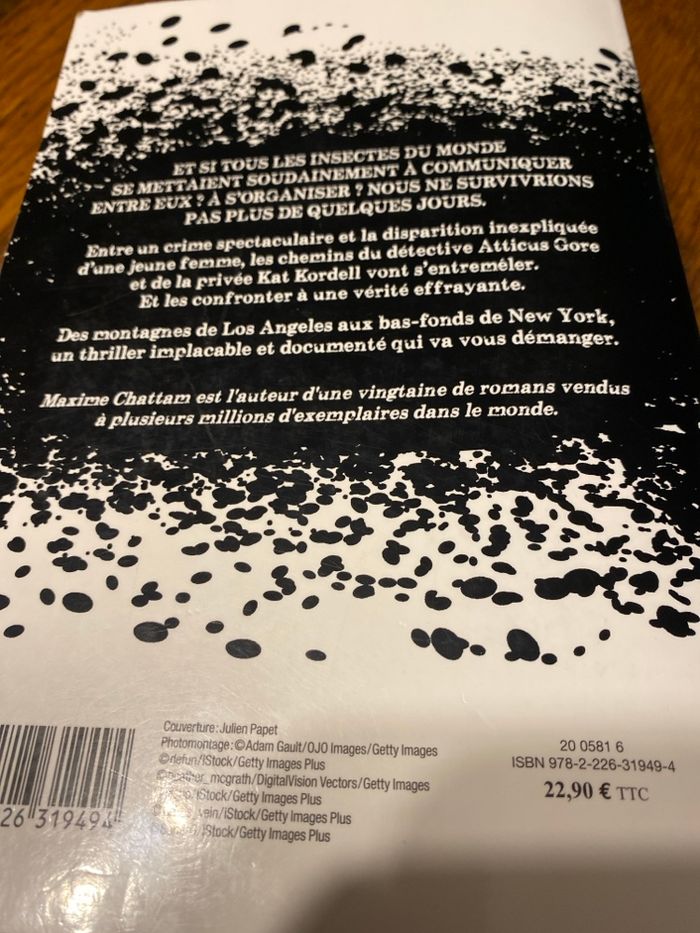 ET SI TOUS LES INSECTES DU MONDE
SE METTAIENT SOUDAINEMENT À COMMUNIQUER
ENTRE EUX ? À S'ORGANISER ? NOUS NE SURVIVRIONS
PAS PLUS DE QUELQUES JOURS.
Entre un crime spectaculaire et la disparition inexpliquée
d'une jeune femme, les chemins du détective Atticus Gore
et de la privée Kat Kordell vont s'entremêler.
Et les confronter à une vérité effrayante.
Des montagnes de Los Angeles aux bas-fonds de New York,
un thriller implacable et documenté qui va vous démanger.
Maxime Chattam est l'auteur d'une vingtaine de romans vendus
à plusieurs millions d'exemplaires dans le monde.
Couverture : Julien Papet
Photomontage : © Adam Gault/OJO Images/Getty Images
/iStock/Getty Images Plus
mcgrath/DigitalVision Vectors/Getty Images
/iStock/Getty Images Plus
/iStock/Getty Images Plus
/iStock/Getty Images Plus
26 319494
20 0581 6
ISBN 978-2-226-31949-4
22,90 € TTC